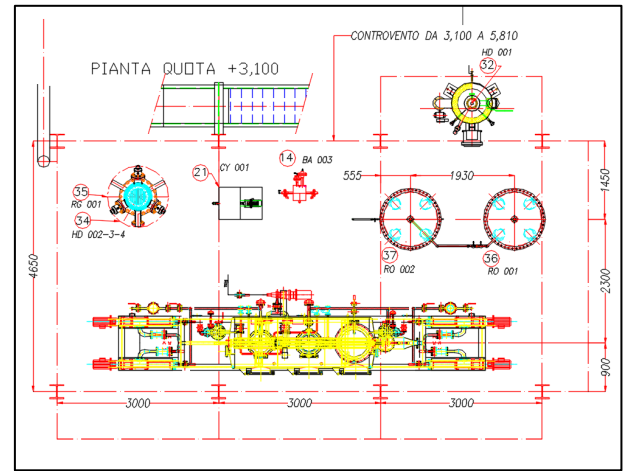 CONTROVENTO DA 3,100 A 5,810
HD 001
32
PIANTA QUOTA +3,100
14 BA 003
21 CY 001
35
RG 001
34
HD 002-3-4
555
1930
1450
37
RO 002
36
RO 001
4650
2300
900
3000
3000
3000